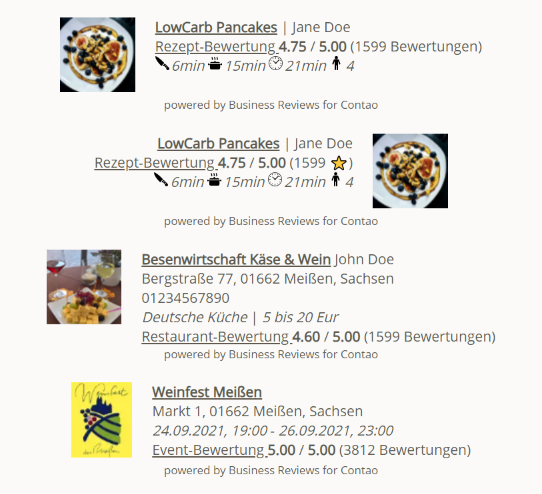 LowCarb Pancakes | Jane Doe
Rezept-Bewertung 4.75 / 5.00 (1599 Bewertungen)
6min 15min 21min 4
powered by Business Reviews for Contao
LowCarb Pancakes | Jane Doe
Rezept-Bewertung 4.75 / 5.00 (1599 ⭐)
6min 15min 21min 4
powered by Business Reviews for Contao
Besenwirtschaft Käse & Wein John Doe
Bergstraße 77, 01662 Meißen, Sachsen
01234567890
Deutsche Küche | 5 bis 20 Eur
Restaurant-Bewertung 4.60 / 5.00 (1599 Bewertungen)
powered by Business Reviews for Contao
Weinfest Meißen
Markt 1, 01662 Meißen, Sachsen
24.09.2021, 19:00 - 26.09.2021, 23:00
Event-Bewertung 5.00 / 5.00 (3812 Bewertungen)
powered by Business Reviews for Contao